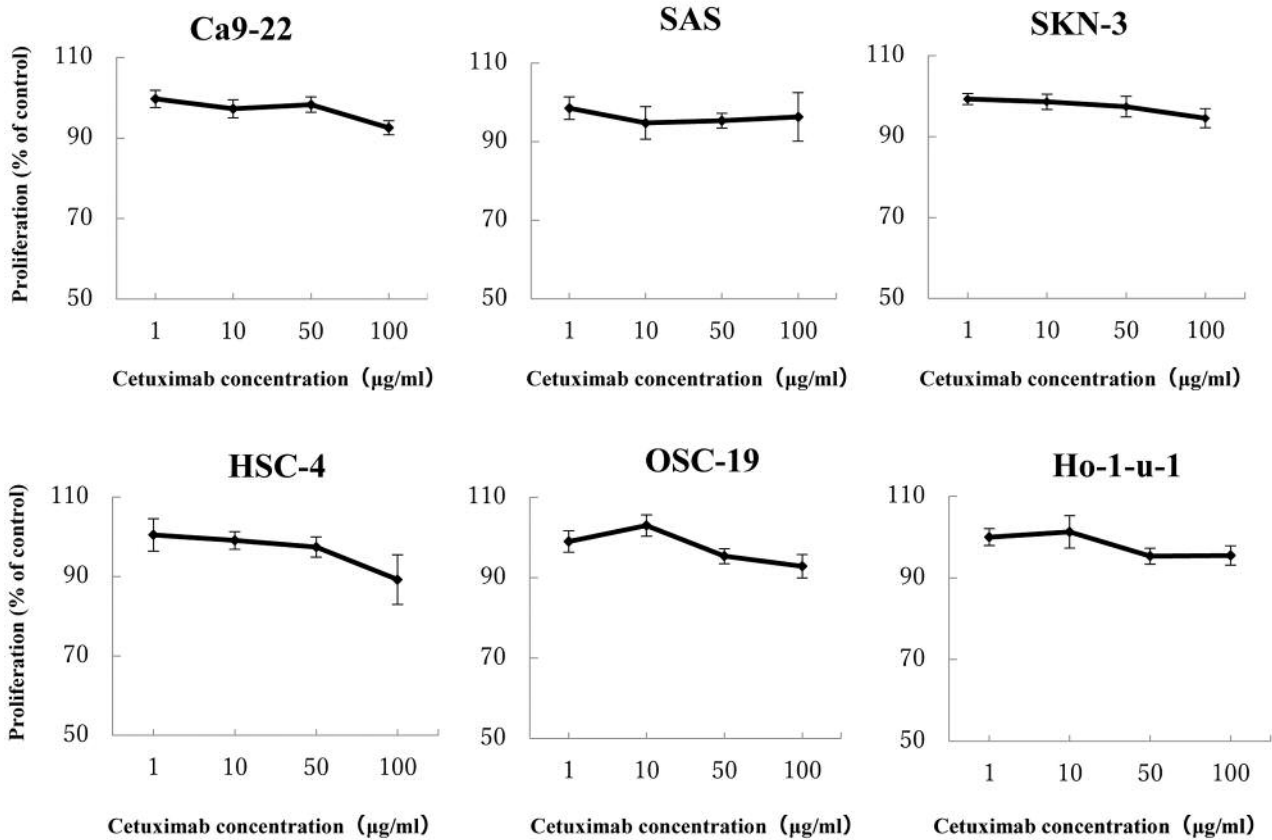 Ca9-22
SAS
SKN-3
Proliferation (% of control)
110
90
70
50
1 10 50 100
Cetuximab concentration（μg/ml）
110
90
70
50
1 10 50 100
Cetuximab concentration（μg/ml）
110
90
70
50
1 10 50 100
Cetuximab concentration（μg/ml）
HSC-4
OSC-19
Ho-1-u-1
Proliferation (% of control)
110
90
70
50
1 10 50 100
Cetuximab concentration（μg/ml）
110
90
70
50
1 10 50 100
Cetuximab concentration（μg/ml）
110
90
70
50
1 10 50 100
Cetuximab concentration（μg/ml）